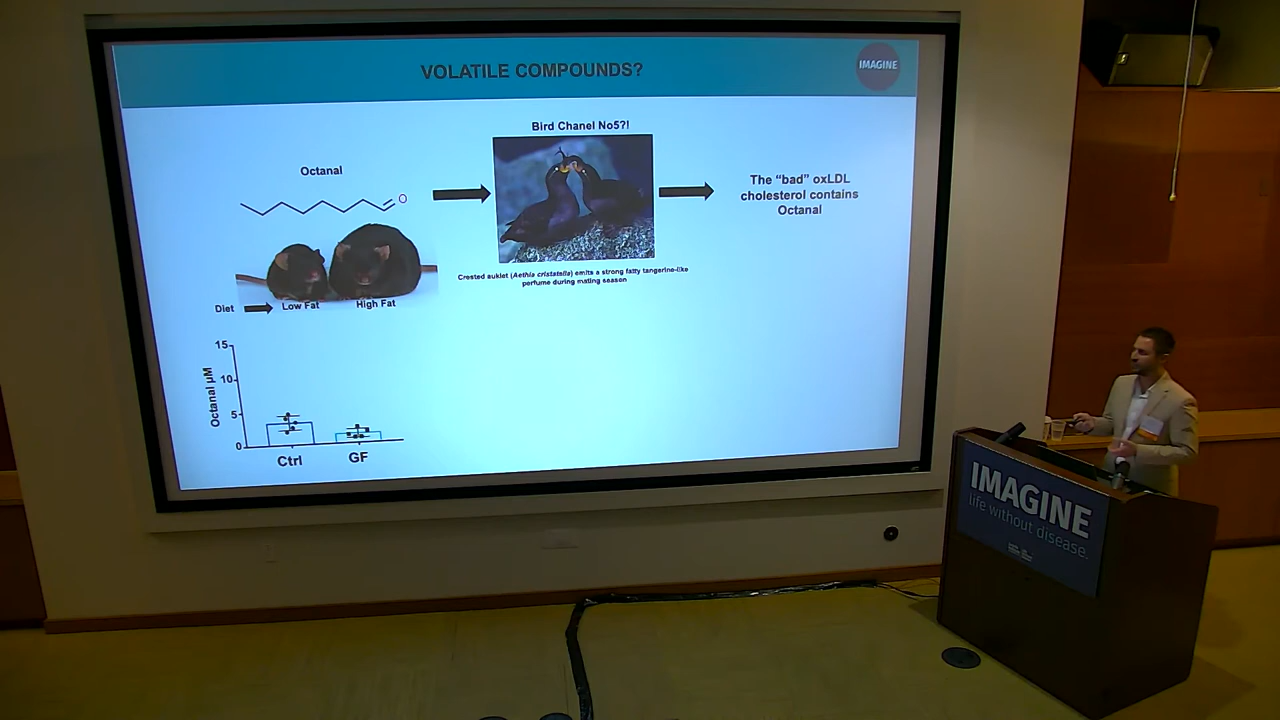 VOLATILE COMPOUNDS?
IMAGINE
Octanal
O
Bird Chanel No5?!
The “bad” oxLDL
cholesterol contains
Octanal
Crested auklet (Aethia cristatella) emits a strong fatty tangerine-like
perfume during mating season
Diet
Low Fat
High Fat
Octanal µM
15
10
5
0
Ctrl
GF
IMAGINE
life without disease.